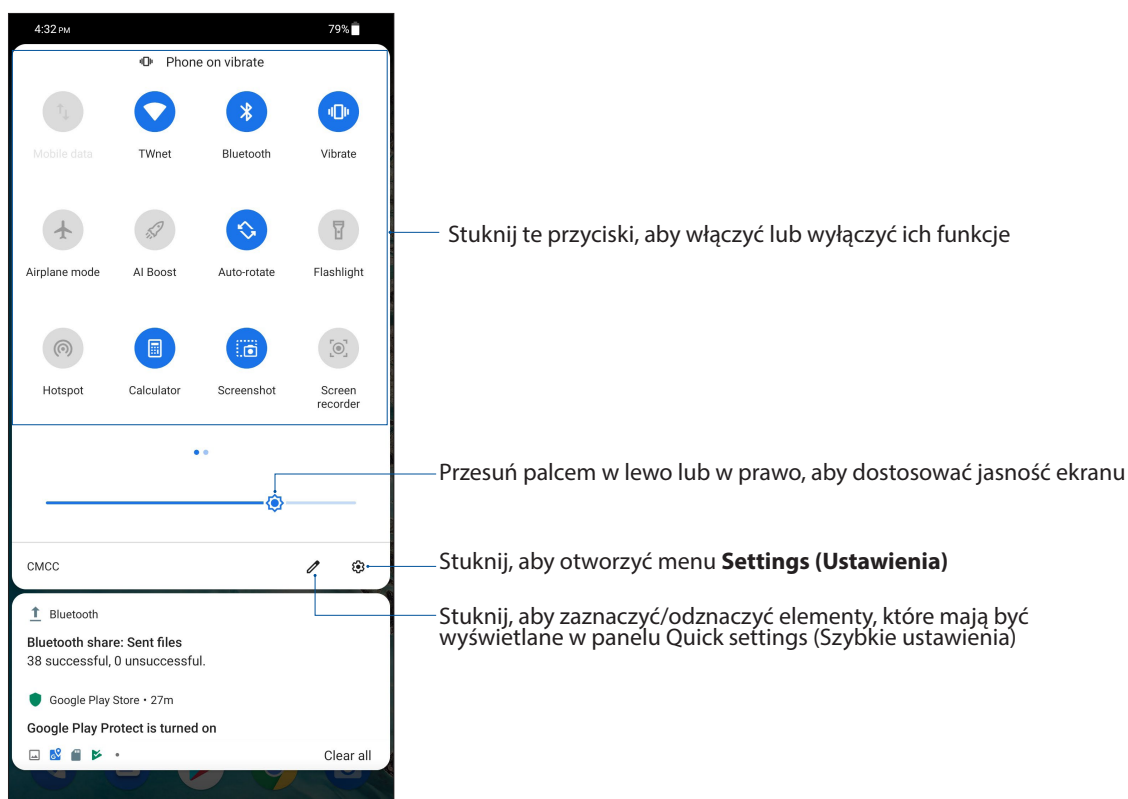 4:32 PM
79%
Phone on vibrate
Mobile data
TWnet
Bluetooth
Vibrate
Airplane mode
AI Boost
Auto-rotate
Flashlight
Stuknij te przyciski, aby włączyć lub wyłączyć ich funkcje
Hotspot
Calculator
Screenshot
Screen
recorder
Przesuń palcem w lewo lub w prawo, aby dostosować jasność ekranu
CMCC
Stuknij, aby otworzyć menu Settings (Ustawienia)
Stuknij, aby zaznaczyć/odznaczyć elementy, które mają być
wyświetlane w panelu Quick settings (Szybkie ustawienia)
Bluetooth
Bluetooth share: Sent files
38 successful, 0 unsuccessful.
Google Play Store • 27m
Google Play Protect is turned on
Clear all